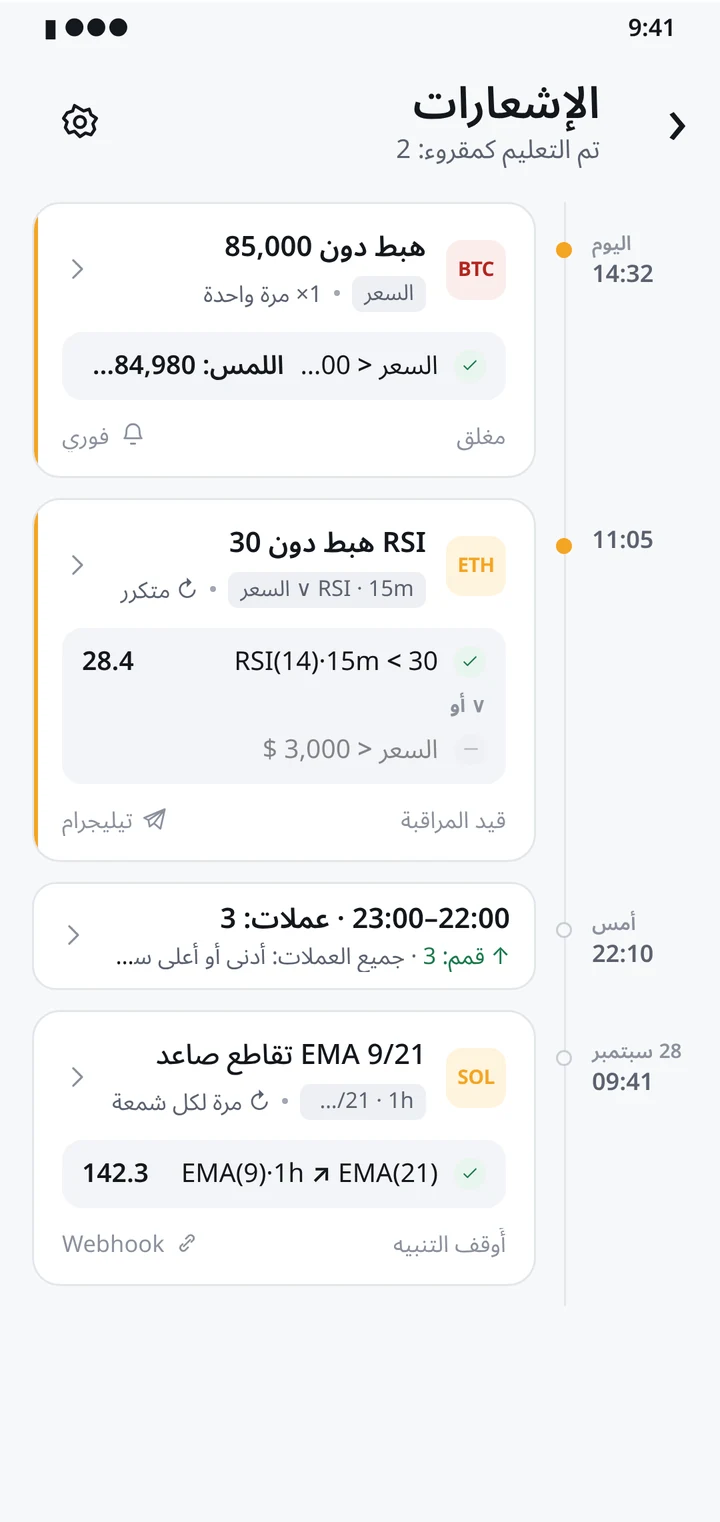 9:41
الإشعارات
تم التعليم كمقروء: 2
اليوم
14:32
BTC
هبط دون 85,000
السعر • 1× مرة واحدة
السعر < 00... اللمس: 84,980...
مغلق
فوري
11:05
ETH
RSI هبط دون 30
RSI · 15m ∨ السعر • متكرر
RSI(14)·15m < 30 28.4
∨ أو
السعر < 3,000 $
قيد المراقبة
تيليجرام
أمس
22:10
22:00–23:00 · عملات: 3
↑ قمم: 3 · جميع العملات: أدنى أو أعلى س...
28 سبتمبر
09:41
SOL
EMA 9/21 تقاطع صاعد
.../21 · 1h • مرة لكل شمعة
EMA(9)·1h ↗ EMA(21) 142.3
أوقف التنبيه
Webhook